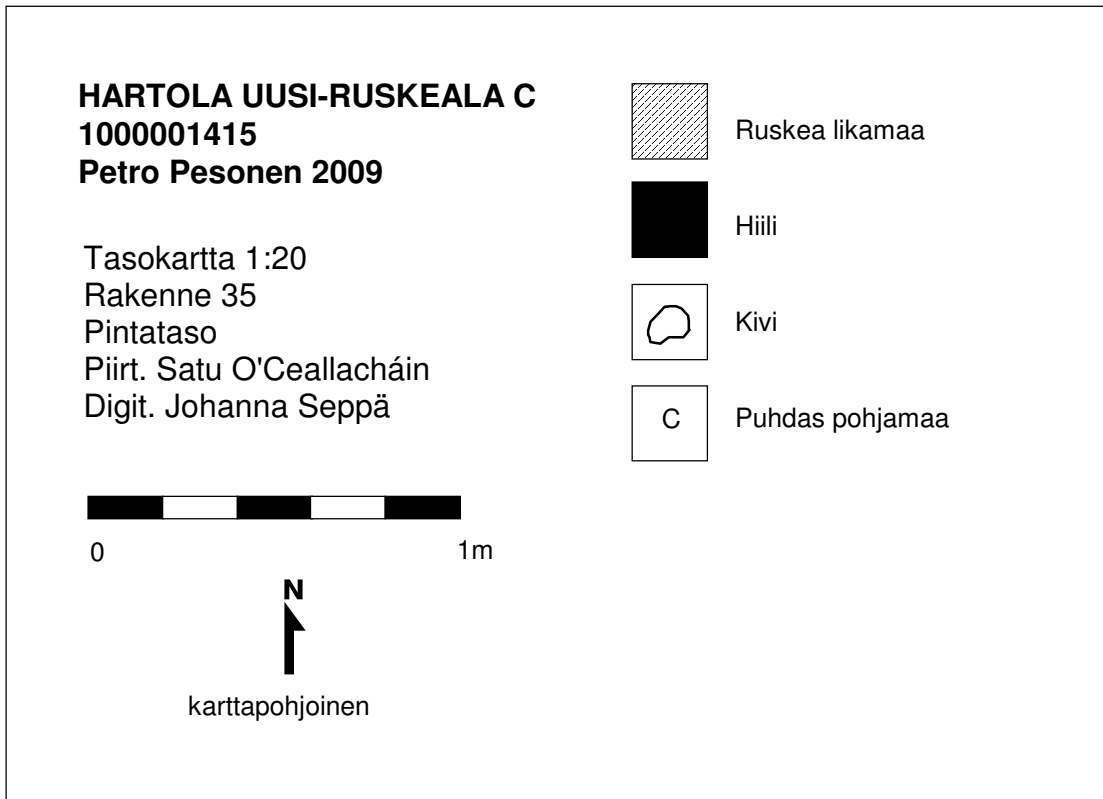 HARTOLA UUSI-RUSKEALA C
1000001415
Petro Pesonen 2009
Tasokartta 1:20
Rakenne 35
Pintataso
Piirt. Satu O'Ceallacháin
Digit. Johanna Seppä
0 1m
N
karttapohjoinen
Ruskea likamaa
Hiili
Kivi
C Puhdas pohjamaa